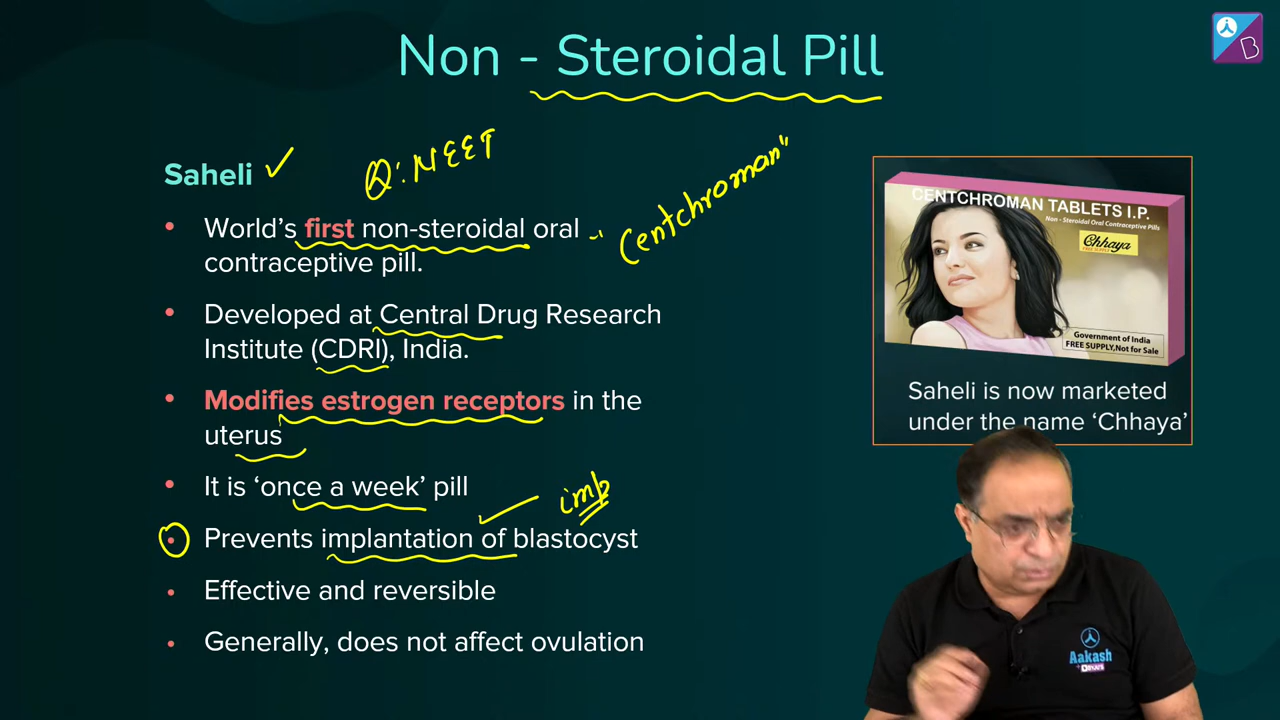 Non - Steroidal Pill
Saheli
Q: NEET
• World's first non-steroidal oral
contraceptive pill.
"Centchroman"
• Developed at Central Drug Research
Institute (CDRI), India.
• Modifies estrogen receptors in the
uterus
• It is 'once a week' pill
imp
• Prevents implantation of blastocyst
• Effective and reversible
• Generally, does not affect ovulation
CENTCHROMAN TABLETS I.P.
Non - Steroidal Oral Contraceptive Pills
Chhaya
Government of India
FREE SUPPLY,Not for Sale
Saheli is now marketed
under the name 'Chhaya'
Aakash
B